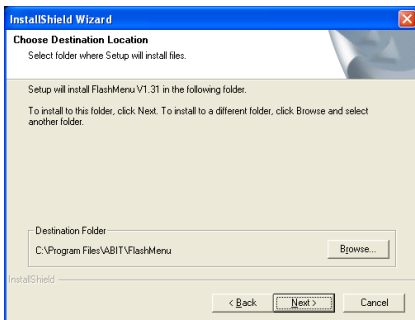 InstallShield Wizard
Choose Destination Location
Select folder where Setup will install files.
Setup will install FlashMenu V1.31 in the following folder.
To install to this folder, click Next. To install to a different folder, click Browse and select
another folder.
Destination Folder
C:\Program Files\ABIT\FlashMenu
Browse...
InstallShield
< Back
Next >
Cancel